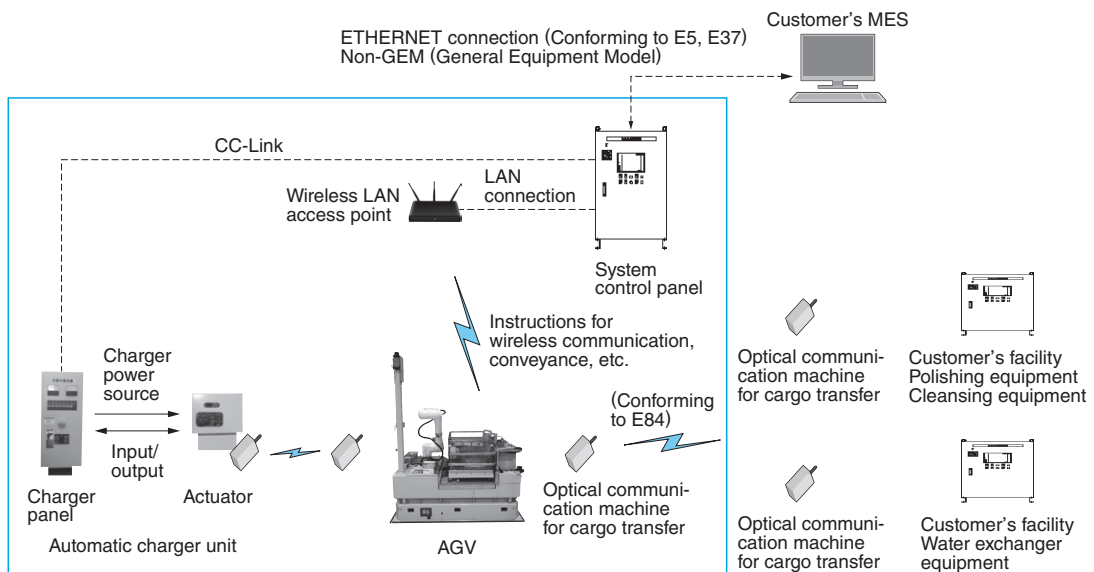 Customer's MES
ETHERNET connection (Conforming to E5, E37)
Non-GEM (General Equipment Model)
CC-Link
Wireless LAN
access point
LAN
connection
System
control panel
Instructions for
wireless communication,
conveyance, etc.
Charger
power
source
Input/
output
Charger
panel
Actuator
Automatic charger unit
AGV
(Conforming
to E84)
Optical communi-
cation machine
for cargo transfer
Optical communi-
cation machine
for cargo transfer
Customer's facility
Polishing equipment
Cleansing equipment
Optical communi-
cation machine
for cargo transfer
Customer's facility
Water exchanger
equipment